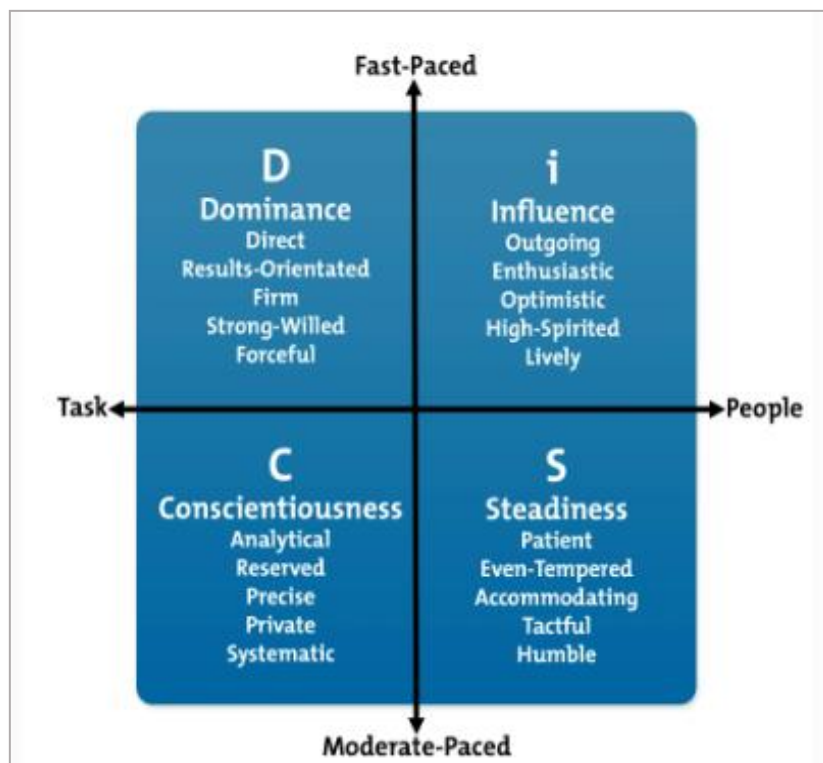 Fast-Paced
D
Dominance
Direct
Results-Orientated
Firm
Strong-Willed
Forceful
i
Influence
Outgoing
Enthusiastic
Optimistic
High-Spirited
Lively
Task
People
C
Conscientiousness
Analytical
Reserved
Precise
Private
Systematic
S
Steadiness
Patient
Even-Tempered
Accommodating
Tactful
Humble
Moderate-Paced